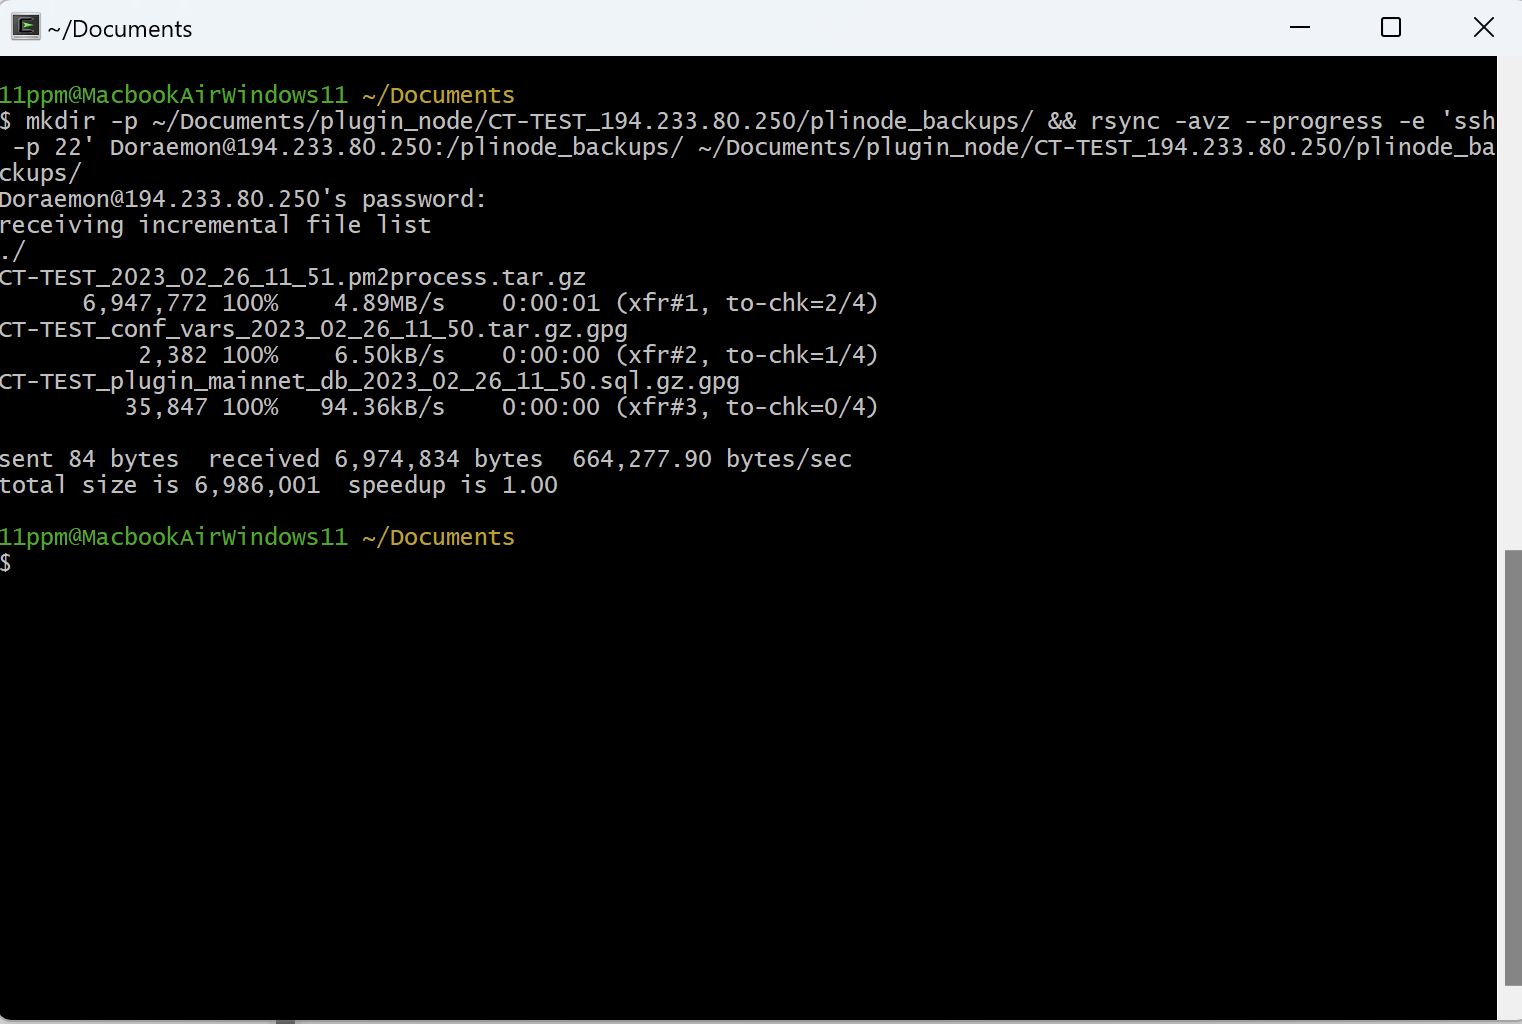 ~/Documents
11ppm@MacbookAirWindows11 ~/Documents
$ mkdir -p ~/Documents/plugin_node/CT-TEST_194.233.80.250/plinode_backups/ && rsync -avz --progress -e 'ssh
 -p 22' Doraemon@194.233.80.250:/plinode_backups/ ~/Documents/plugin_node/CT-TEST_194.233.80.250/plinode_ba
ckups/
Doraemon@194.233.80.250's password:
receiving incremental file list
./
CT-TEST_2023_02_26_11_51.pm2process.tar.gz
      6,947,772 100%    4.89MB/s    0:00:01 (xfr#1, to-chk=2/4)
CT-TEST_conf_vars_2023_02_26_11_50.tar.gz.gpg
          2,382 100%    6.50kB/s    0:00:00 (xfr#2, to-chk=1/4)
CT-TEST_plugin_mainnet_db_2023_02_26_11_50.sql.gz.gpg
         35,847 100%   94.36kB/s    0:00:00 (xfr#3, to-chk=0/4)
sent 84 bytes  received 6,974,834 bytes  664,277.90 bytes/sec
total size is 6,986,001  speedup is 1.00
11ppm@MacbookAirWindows11 ~/Documents
$